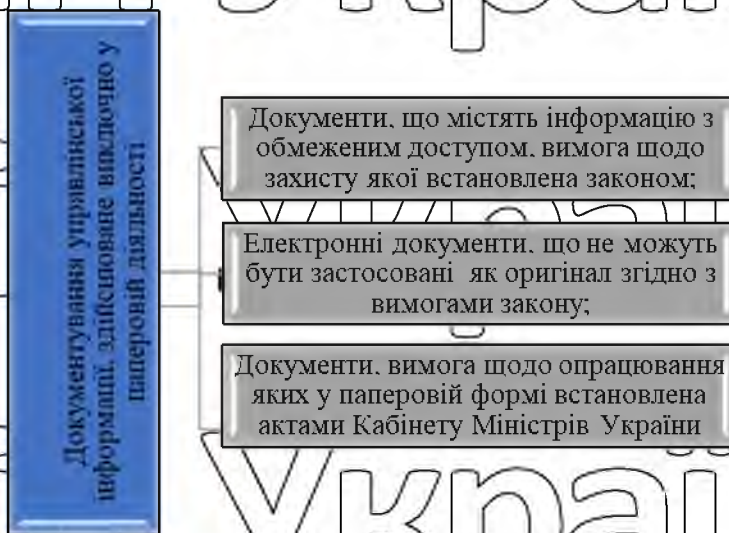 Документування управлінської
інформації, здійснюване виключно у
паперовій діяльності
Документи, що містять інформацію з
обмеженим доступом, вимога щодо
захисту якої встановлена законом;
Електронні документи, що не можуть
бути застосовані як оригінал згідно з
вимогами закону;
Документи, вимога щодо опрацювання
яких у паперовій формі встановлена
актами Кабінету Міністрів України
Украї